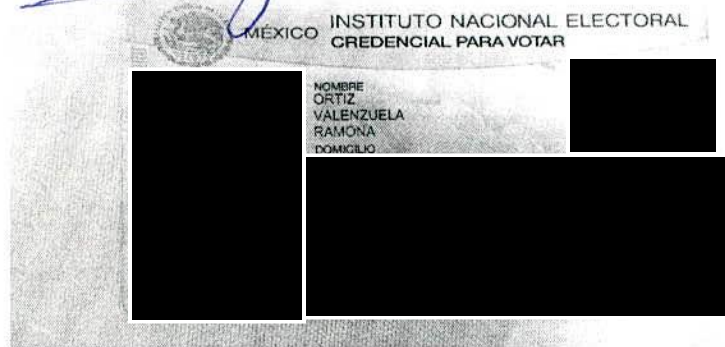 MÉXICO
INSTITUTO NACIONAL ELECTORAL
CREDENCIAL PARA VOTAR
NOMBRE
ORTIZ
VALENZUELA
RAMONA
DOMICILIO